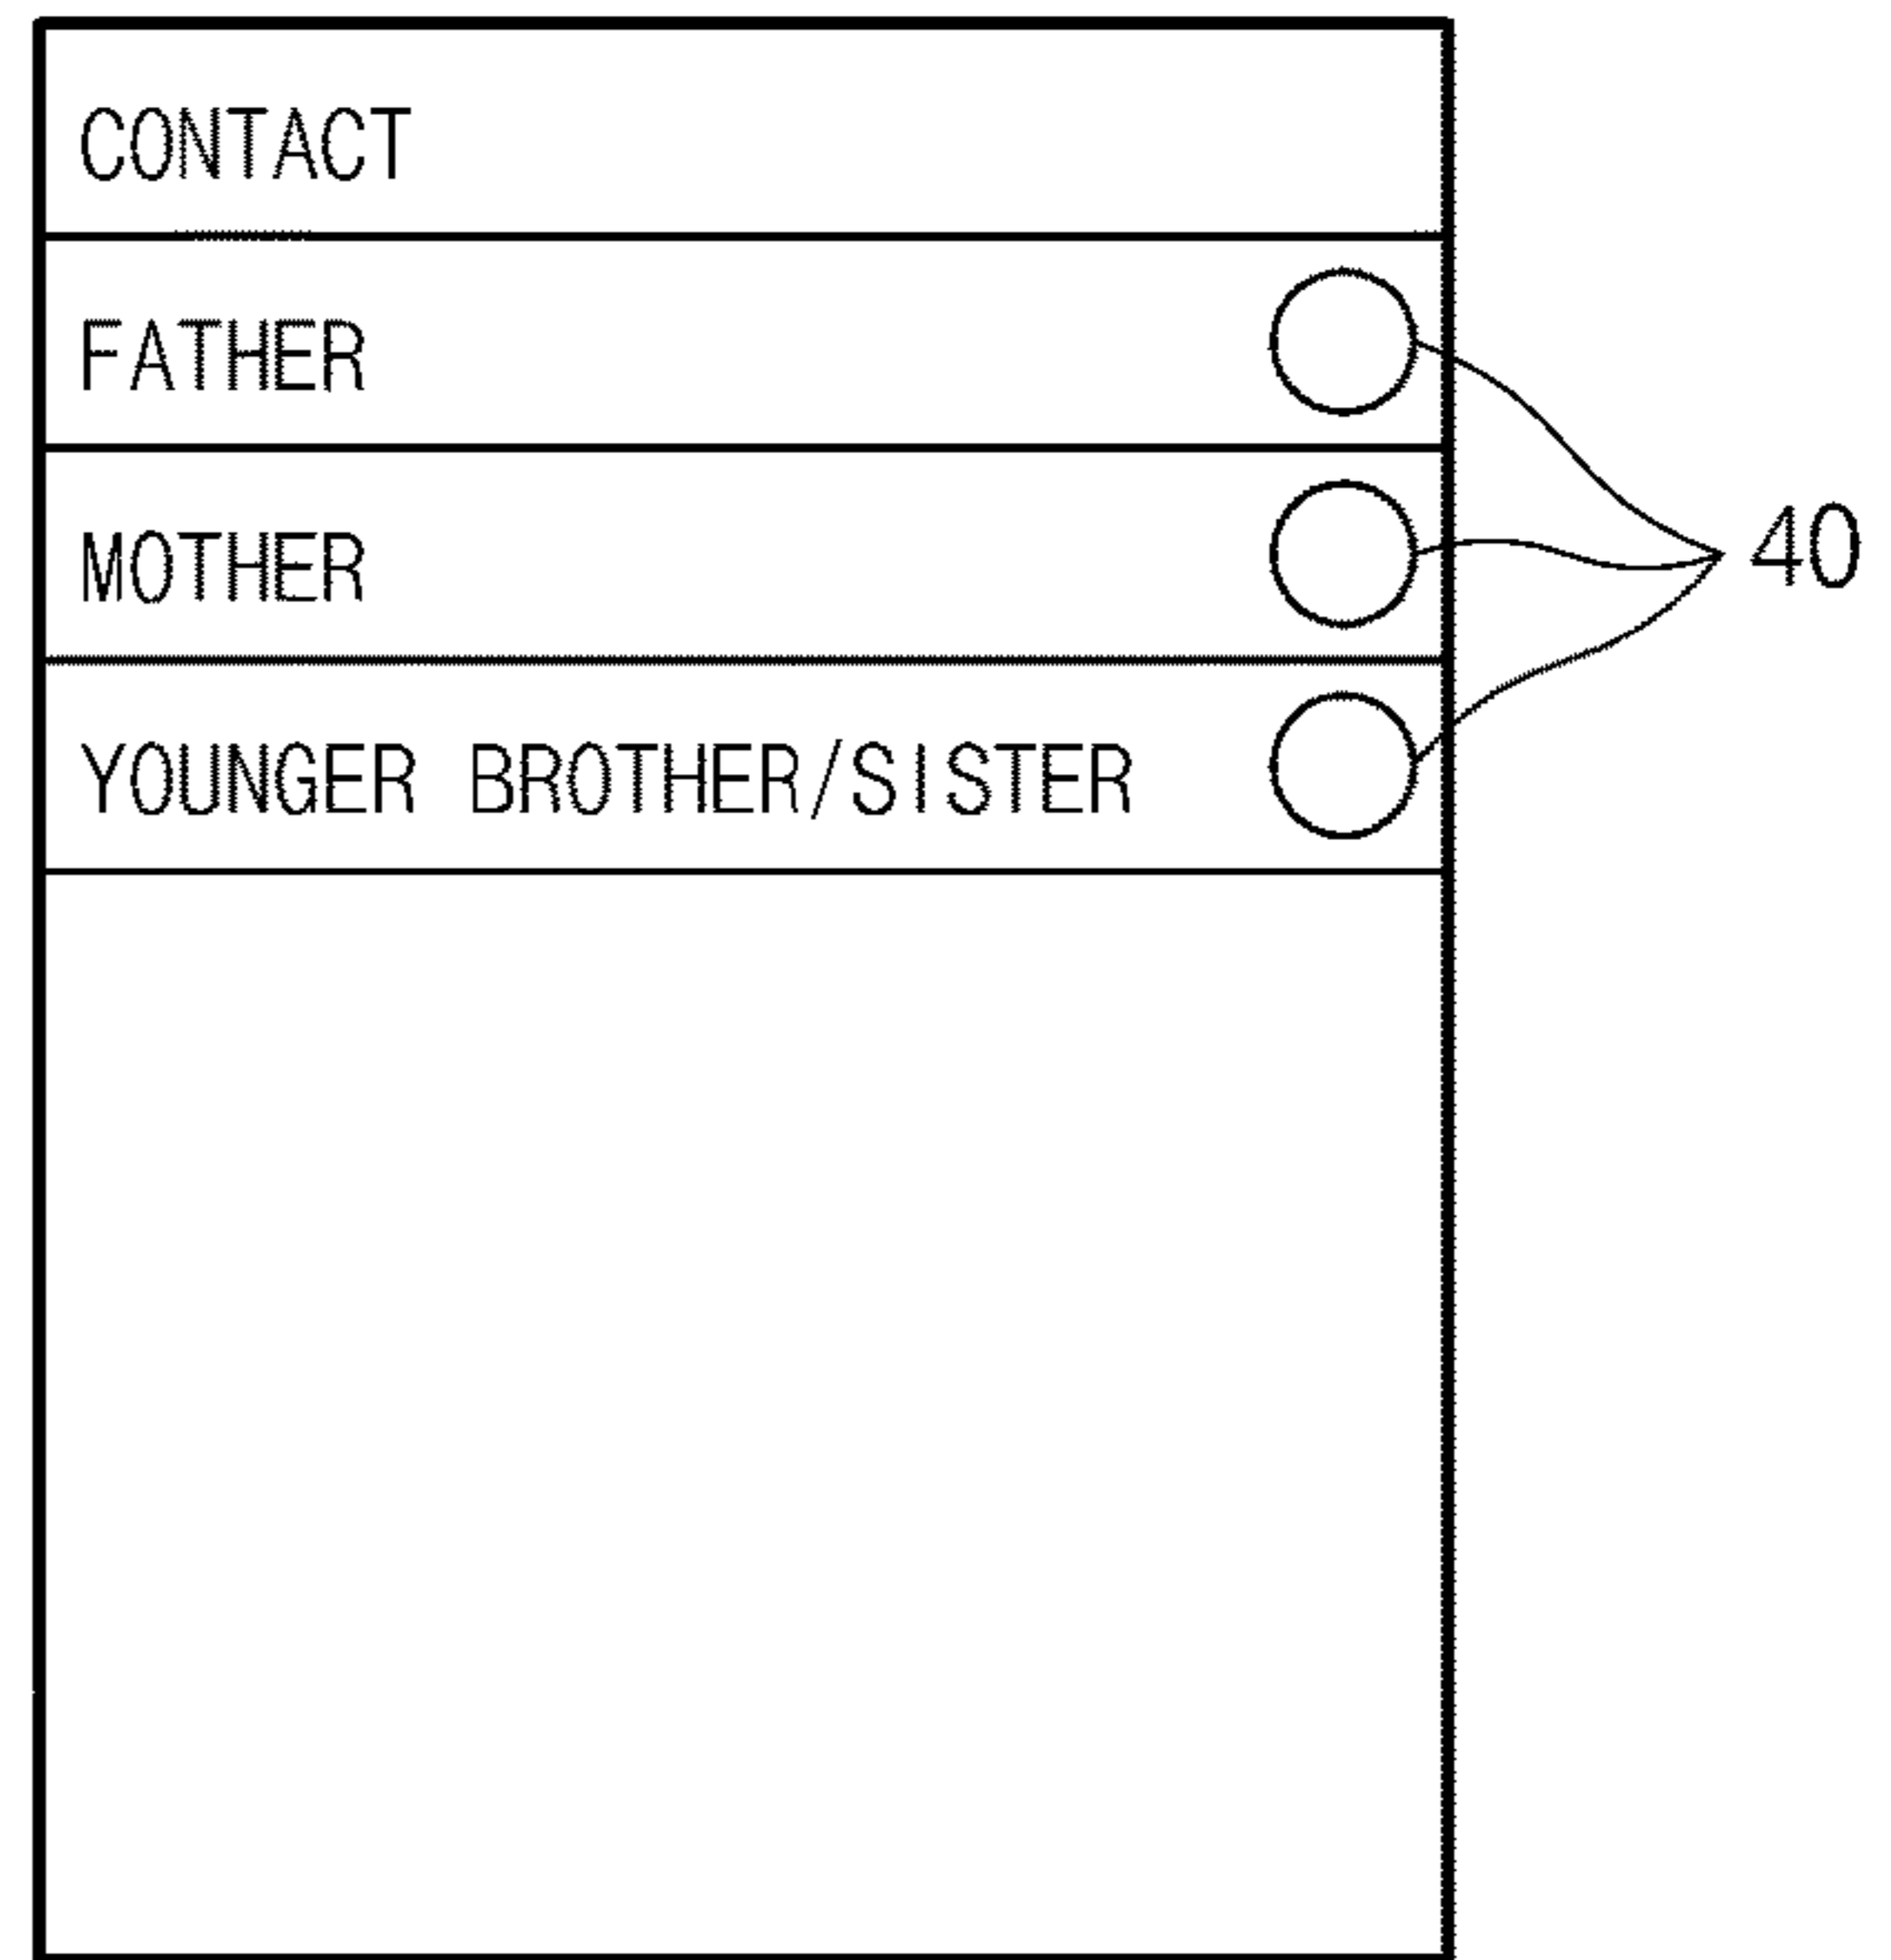 CONTACT
FATHER
MOTHER
40
YOUNGER BROTHER/SISTER